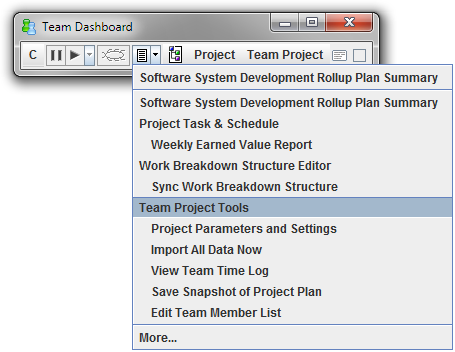 Team Dashboard
C Project Team Project
Software System Development Rollup Plan Summary
Software System Development Rollup Plan Summary
Project Task & Schedule
Weekly Earned Value Report
Work Breakdown Structure Editor
Sync Work Breakdown Structure
Team Project Tools
Project Parameters and Settings
Import All Data Now
View Team Time Log
Save Snapshot of Project Plan
Edit Team Member List
More...